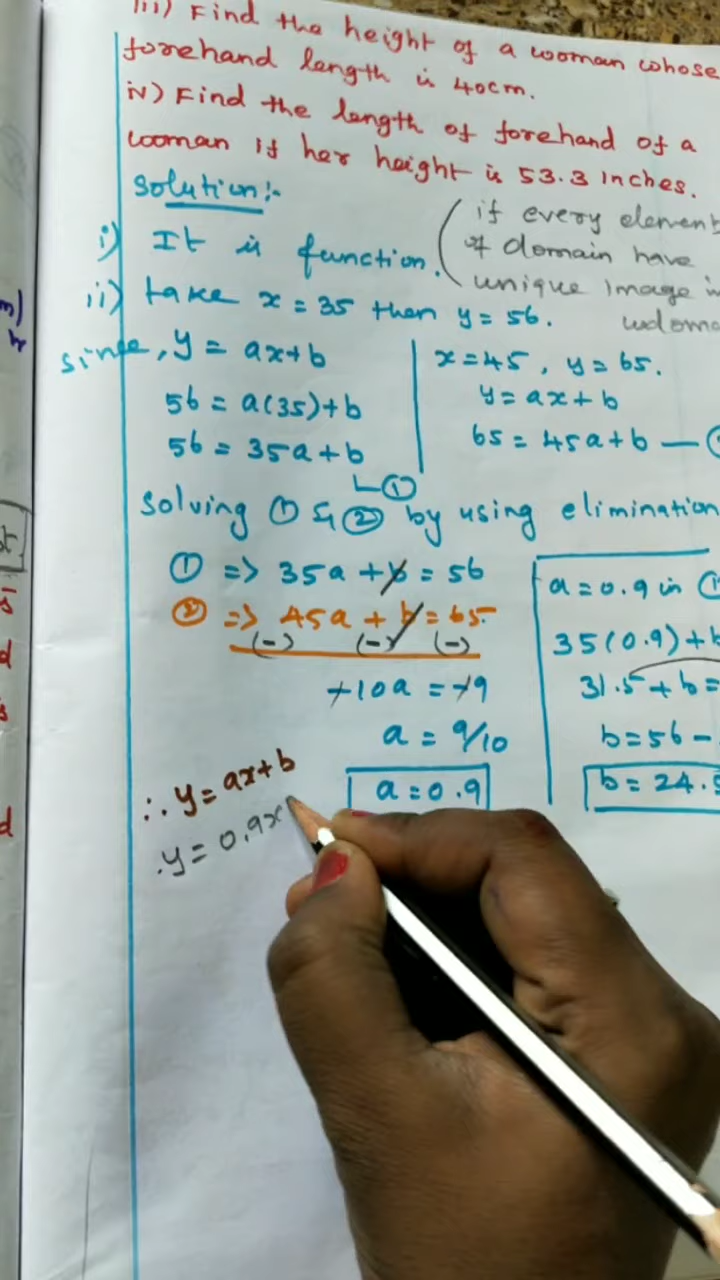 iii) Find the height of a woman whose
forehand length is 40cm.
iv) Find the length of forehand of a
woman if her height is 53.3 inches.
Solution:-
i) It is function. (if every element
of domain have
unique image in
ii) take x = 35 then y = 56.
since, y = ax+b
56 = a(35)+b
56 = 35a+b
①
x=45, y=65.
y=ax+b
65=45a+b —
Solving ① & ② by using elimination
① => 35a + b = 56
② => 45a + b = 65
(-) (-) (-)
-10a = -9
a = 9/10
a = 0.9
a=0.9 in
35(0.9)+b
31.5+b=
b=56-
b=24.5
∴ y = ax+b
y = 0.9x